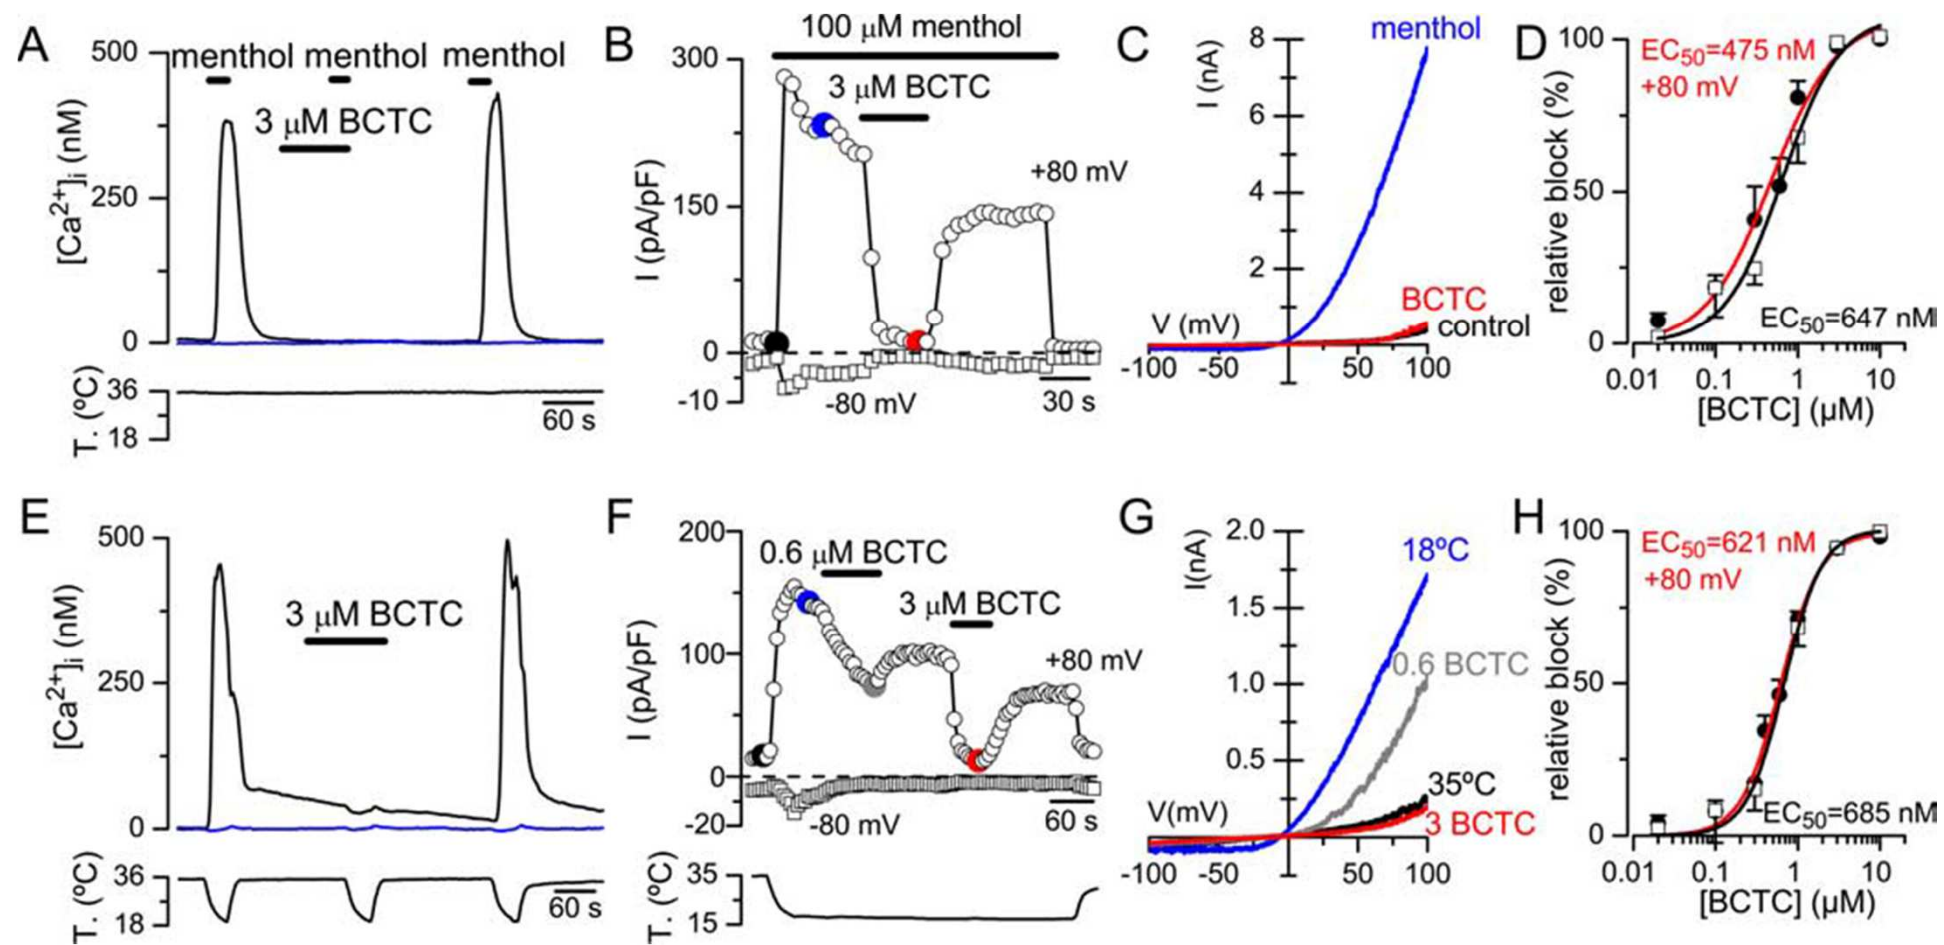 A
500
250
0
[Ca2+]i (nM)
menthol menthol menthol
3 μM BCTC
36
18
T. (ºC)
60 s
B
100 μM menthol
3 μM BCTC
300
150
0
-10
I (pA/pF)
+80 mV
-80 mV
30 s
C
I (nA)
8
6
4
2
menthol
BCTC
control
V (mV)
-100 -50 50 100
D
100
50
0
relative block (%)
EC50=475 nM
+80 mV
EC50=647 nM
0.01 0.1 1 10
[BCTC] (μM)
E
500
250
0
[Ca2+]i (nM)
3 μM BCTC
36
18
T. (ºC)
60 s
F
200
100
0
-20
I (pA/pF)
0.6 μM BCTC
3 μM BCTC
+80 mV
-80 mV
60 s
35
15
T. (ºC)
G
I(nA)
2.0
1.5
1.0
0.5
18ºC
0.6 BCTC
35ºC
3 BCTC
V(mV)
-100 -50 50 100
H
100
50
0
relative block (%)
EC50=621 nM
+80 mV
EC50=685 nM
0.01 0.1 1 10
[BCTC] (μM)